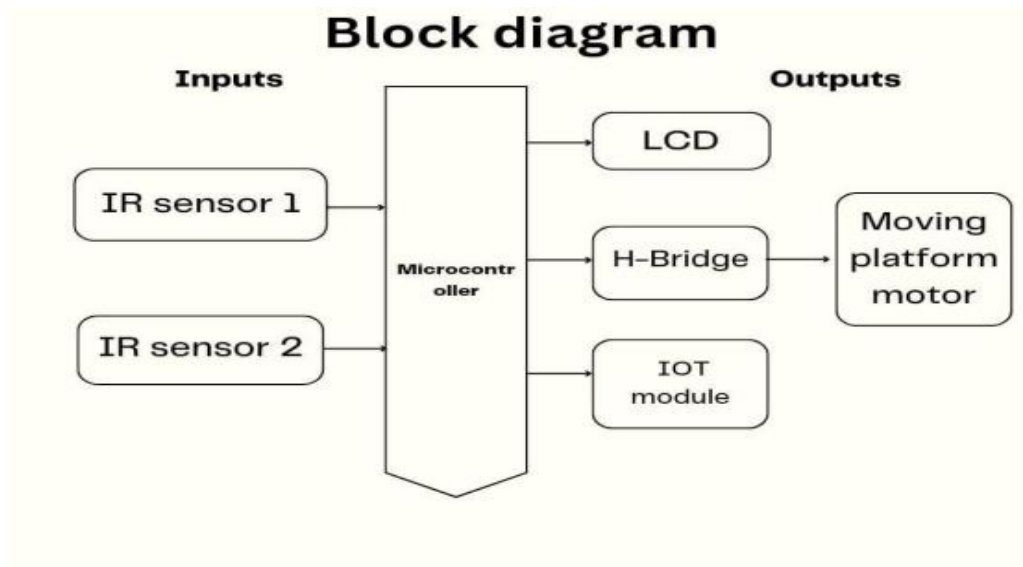 Block diagram
Inputs
Outputs
IR sensor 1
IR sensor 2
Microcontr
oller
LCD
H-Bridge
IOT
module
Moving
platform
motor